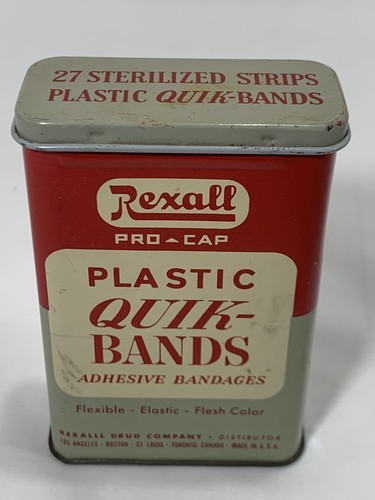 27 STERILIZED STRIPS
PLASTIC QUIK-BANDS
Rexall
PRO-CAP
PLASTIC
QUIK-
BANDS
ADHESIVE BANDAGES
Flexible - Elastic - Flesh Color
REXALL DRUG COMPANY • DISTRIBUTOR
LOS ANGELES • BOSTON • ST. LOUIS • TORONTO, CANADA • MADE IN U.S.A.